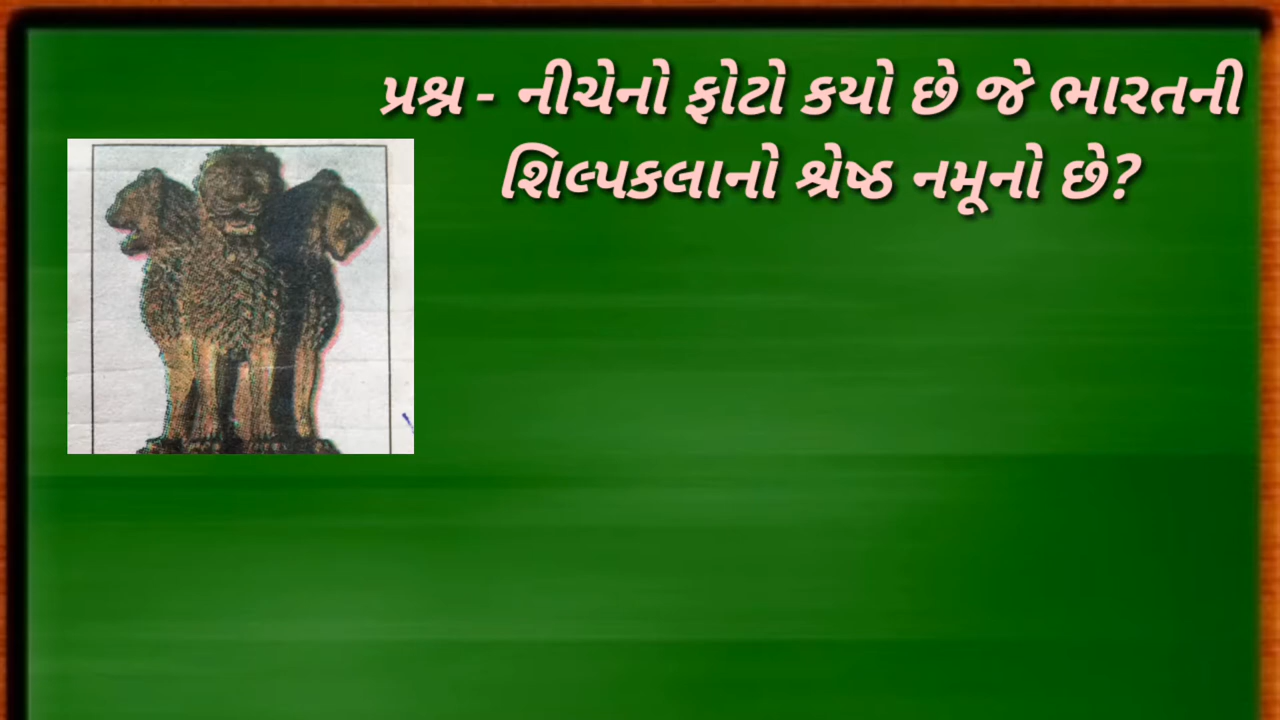 પ્રશ્ન - નીચેનો ફોટો કયો છે જે ભારતની
શિલ્પકલાનો શ્રેષ્ઠ નમૂનો છે?